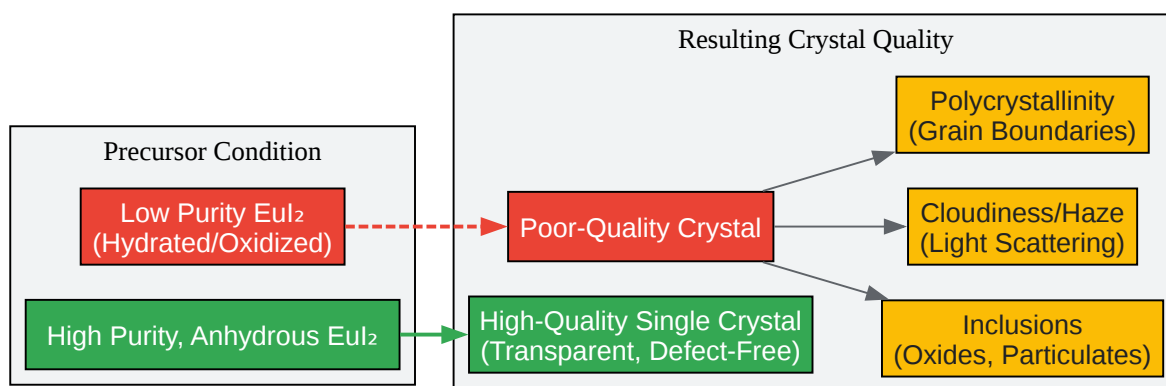 Precursor Condition
Low Purity EuI₂
(Hydrated/Oxidized)
High Purity, Anhydrous EuI₂
Resulting Crystal Quality
Poor-Quality Crystal
High-Quality Single Crystal
(Transparent, Defect-Free)
Polycrystallinity
(Grain Boundaries)
Cloudiness/Haze
(Light Scattering)
Inclusions
(Oxides, Particulates)